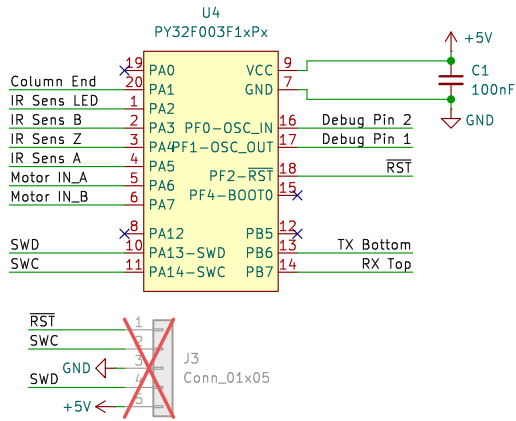 U4
PY32F003F1xPx
19 PA0 VCC 9 +5V
Column End 20 PA1 GND 7 C1
IR Sens LED 1 PA2 100nF
IR Sens B 2 PA3 PF0-OSC_IN 16 Debug Pin 2 GND
IR Sens Z 3 PA4 PF1-OSC_OUT 17 Debug Pin 1
IR Sens A 4 PA5 PF2-RST 18 RST
Motor IN_A 5 PA6 PF4-BOOT0 15
Motor IN_B 6 PA7
8 PA12 PB5 12
SWD 10 PA13-SWD PB6 13 TX Bottom
SWC 11 PA14-SWC PB7 14 RX Top
RST 1
SWC 2
GND 3 J3
SWD 4 Conn_01x05
+5V 5